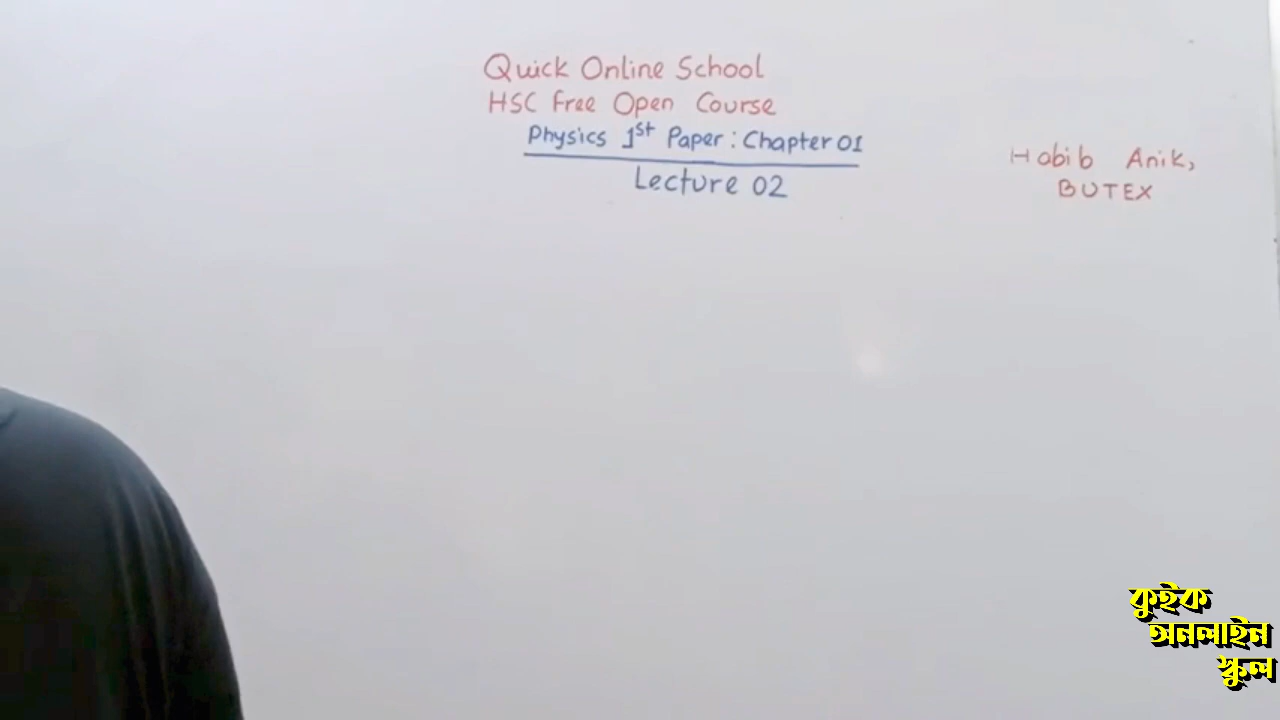 Quick Online School
HSC Free Open Course
Physics 1st Paper : Chapter 01
Lecture 02
Habib Anik,
BUTEX
কুইক
অনলাইন
স্কুল